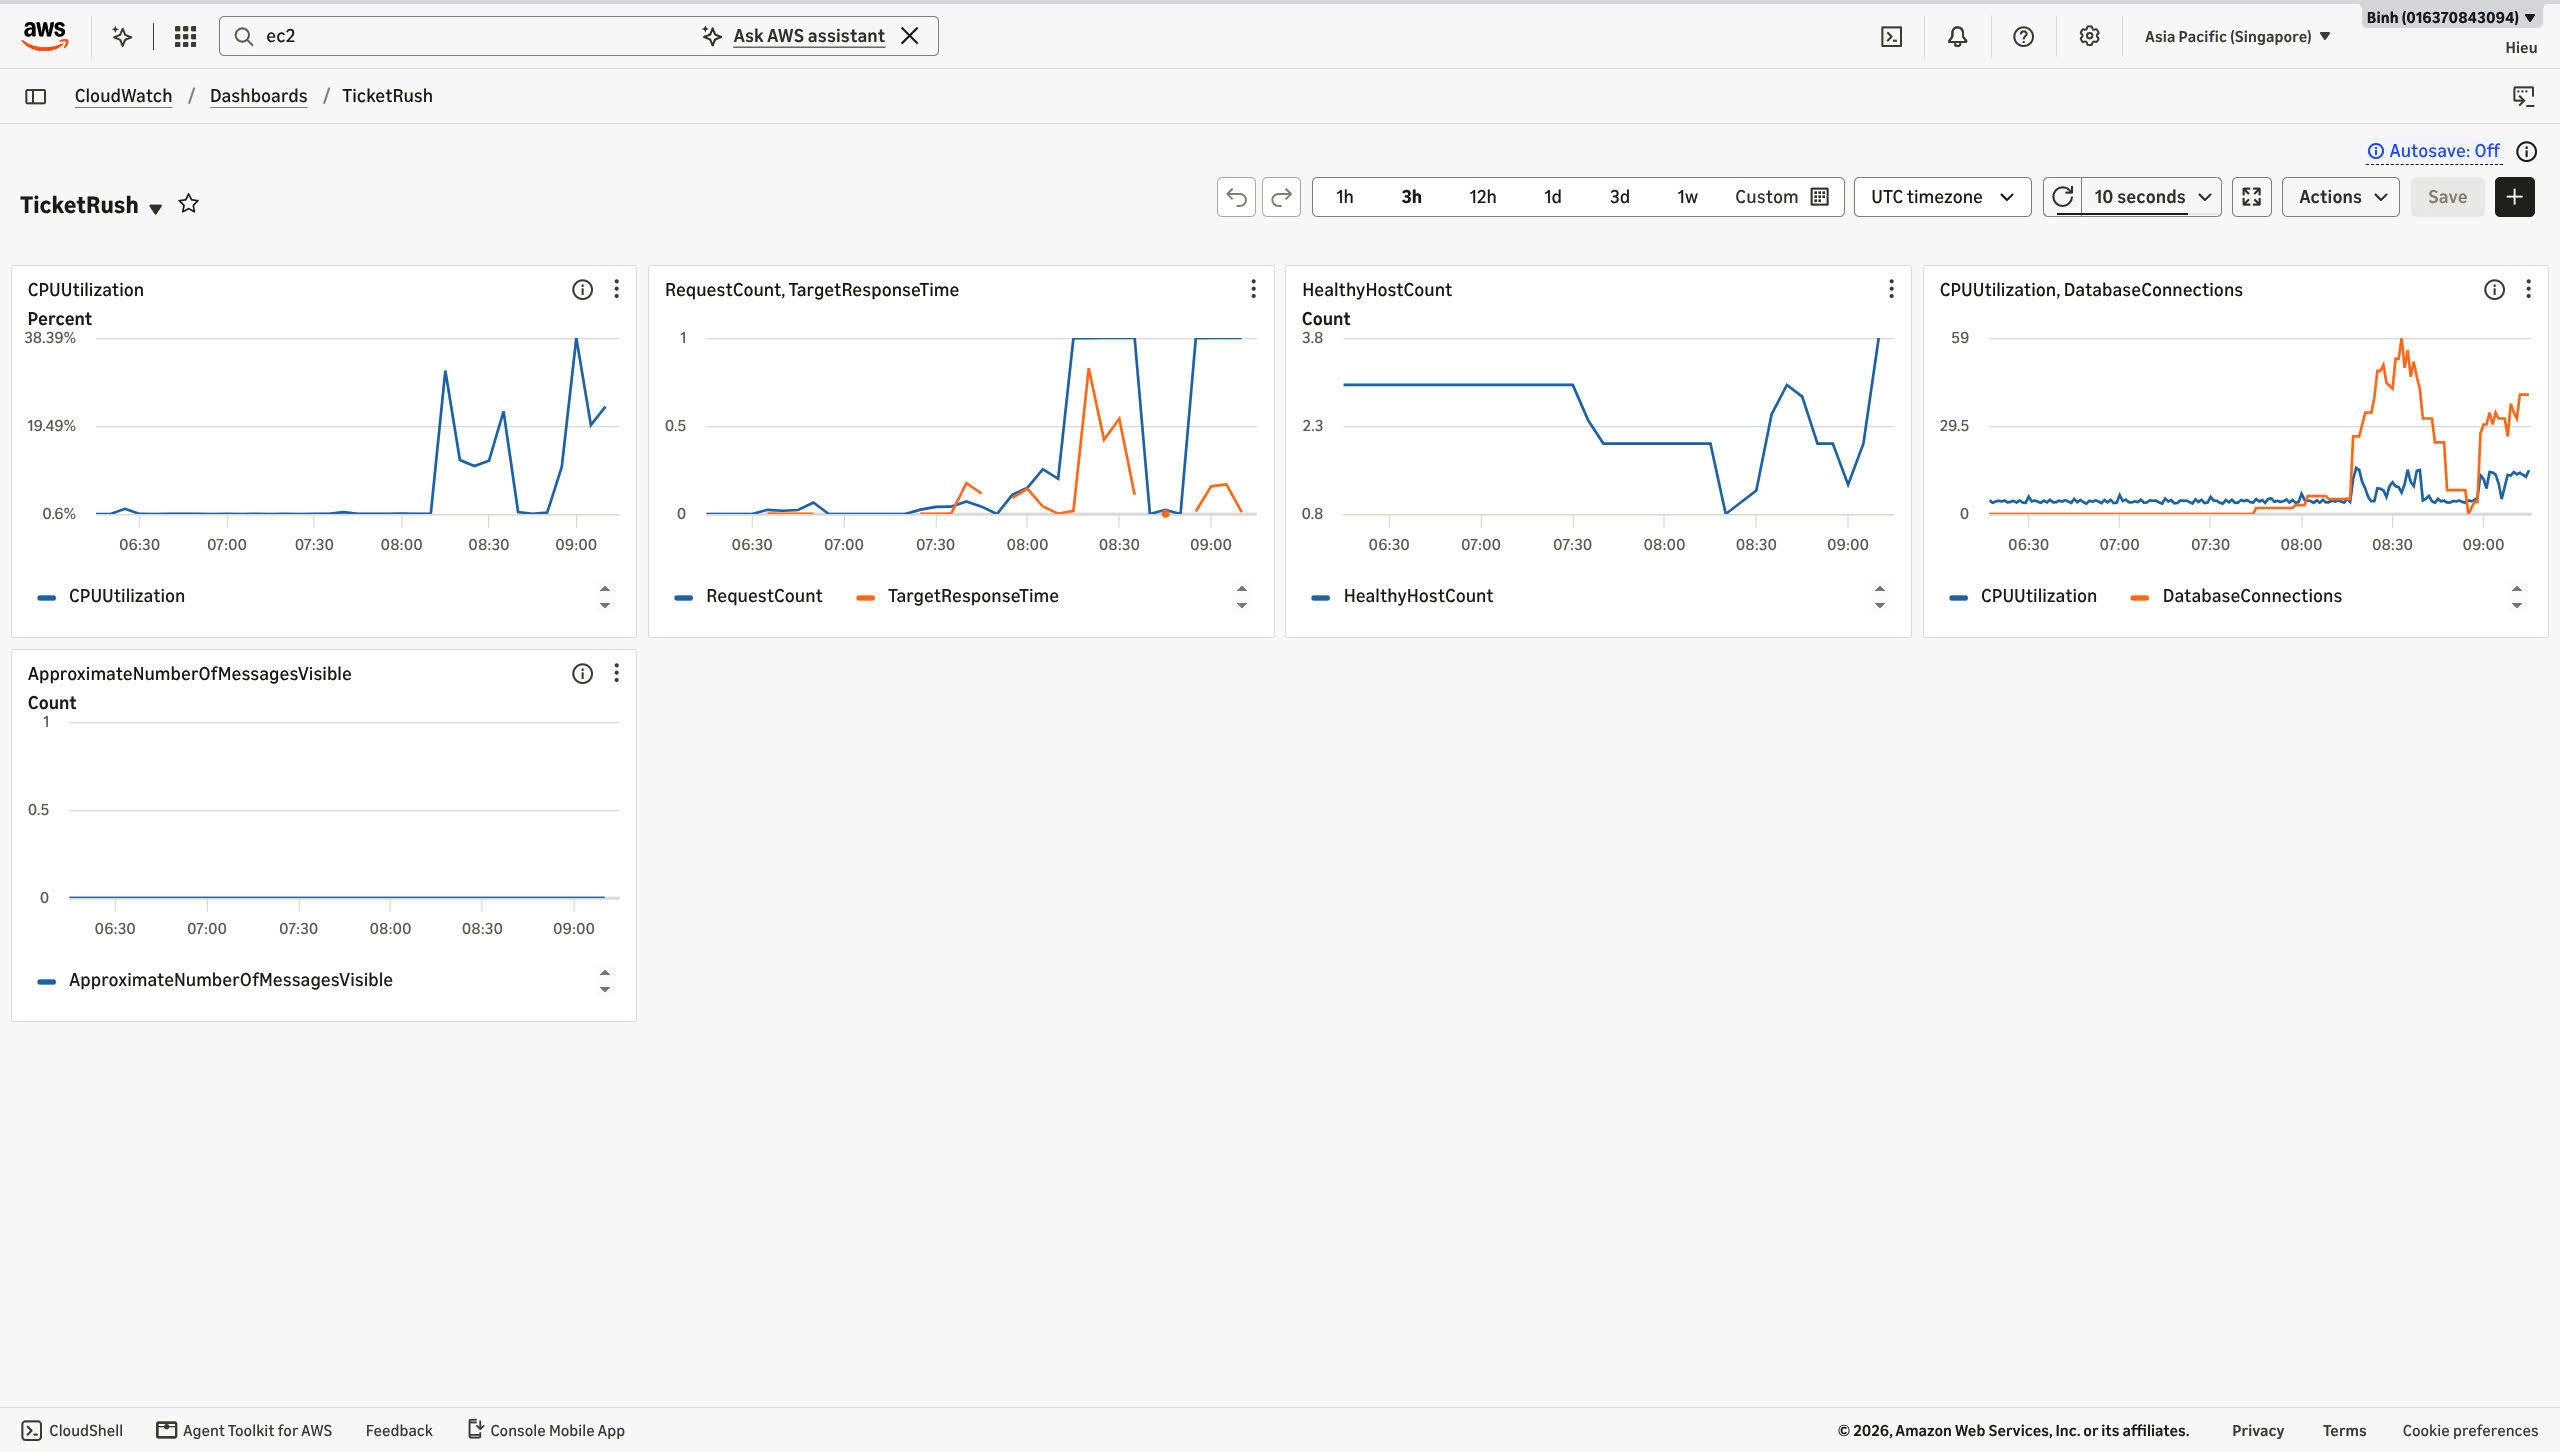 aws
ec2
Ask AWS assistant
Asia Pacific (Singapore)
Binh (016370843094)
Hieu
CloudWatch / Dashboards / TicketRush
Autosave: Off
TicketRush
1h 3h 12h 1d 3d 1w Custom
UTC timezone
10 seconds
Actions
Save
CPUUtilization
Percent
38.39%
19.49%
0.6%
06:30 07:00 07:30 08:00 08:30 09:00
CPUUtilization
RequestCount, TargetResponseTime
1
0.5
0
06:30 07:00 07:30 08:00 08:30 09:00
RequestCount TargetResponseTime
HealthyHostCount
Count
3.8
2.3
0.8
06:30 07:00 07:30 08:00 08:30 09:00
HealthyHostCount
CPUUtilization, DatabaseConnections
59
29.5
0
06:30 07:00 07:30 08:00 08:30 09:00
CPUUtilization DatabaseConnections
ApproximateNumberOfMessagesVisible
Count
1
0.5
0
06:30 07:00 07:30 08:00 08:30 09:00
ApproximateNumberOfMessagesVisible
CloudShell Agent Toolkit for AWS Feedback Console Mobile App
© 2026, Amazon Web Services, Inc. or its affiliates. Privacy Terms Cookie preferences